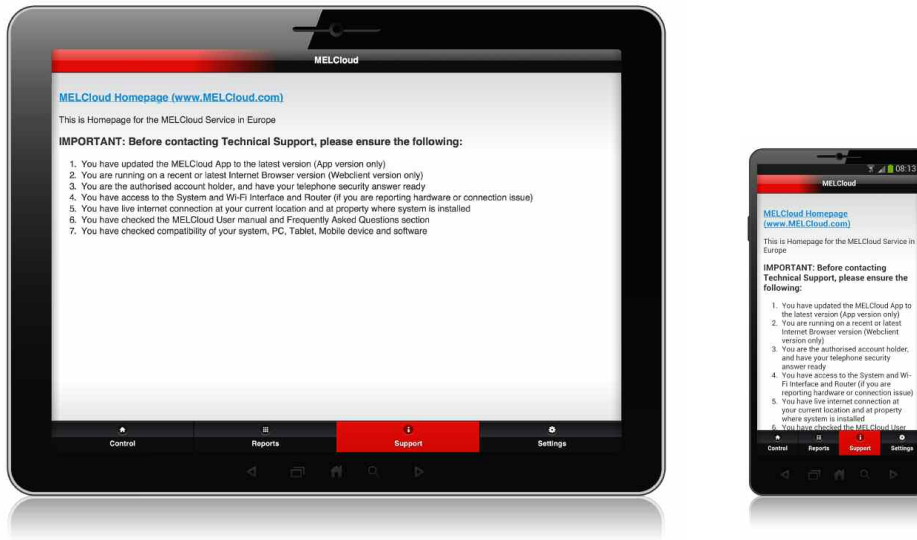 MELCloud
MELCloud Homepage (www.MELCloud.com)
This is Homepage for the MELCloud Service in Europe
IMPORTANT: Before contacting Technical Support, please ensure the following:
1. You have updated the MELCloud App to the latest version (App version only)
2. You are running on a recent or latest Internet Browser version (Webclient version only)
3. You are the authorised account holder, and have your telephone security answer ready
4. You have access to the System and Wi-Fi Interface and Router (if you are reporting hardware or connection issue)
5. You have live internet connection at your current location and at property where system is installed
6. You have checked the MELCloud User manual and Frequently Asked Questions section
7. You have checked compatibility of your system, PC, Tablet, Mobile device and software
Control Reports Support Settings
08:13
MELCloud
MELCloud Homepage
(www.MELCloud.com)
This is Homepage for the MELCloud Service in
Europe
IMPORTANT: Before contacting
Technical Support, please ensure the
following:
1. You have updated the MELCloud App to
the latest version (App version only)
2. You are running on a recent or latest
Internet Browser version (Webclient
version only)
3. You are the authorised account holder,
and have your telephone security
answer ready
4. You have access to the System and Wi-
Fi Interface and Router (if you are
reporting hardware or connection issue)
5. You have live internet connection at
your current location and at property
where system is installed
6. You have checked the MELCloud User
Control Reports Support Settings